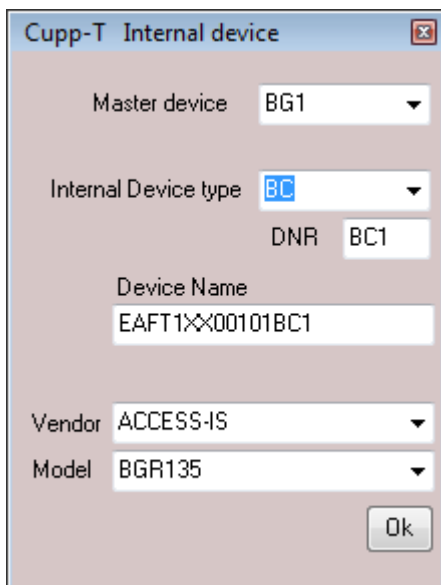 Cupp-T Internal device
Master device BG1
Internal Device type BC
DNR BC1
Device Name
EAFT1XX00101BC1
Vendor ACCESS-IS
Model BGR135
Ok